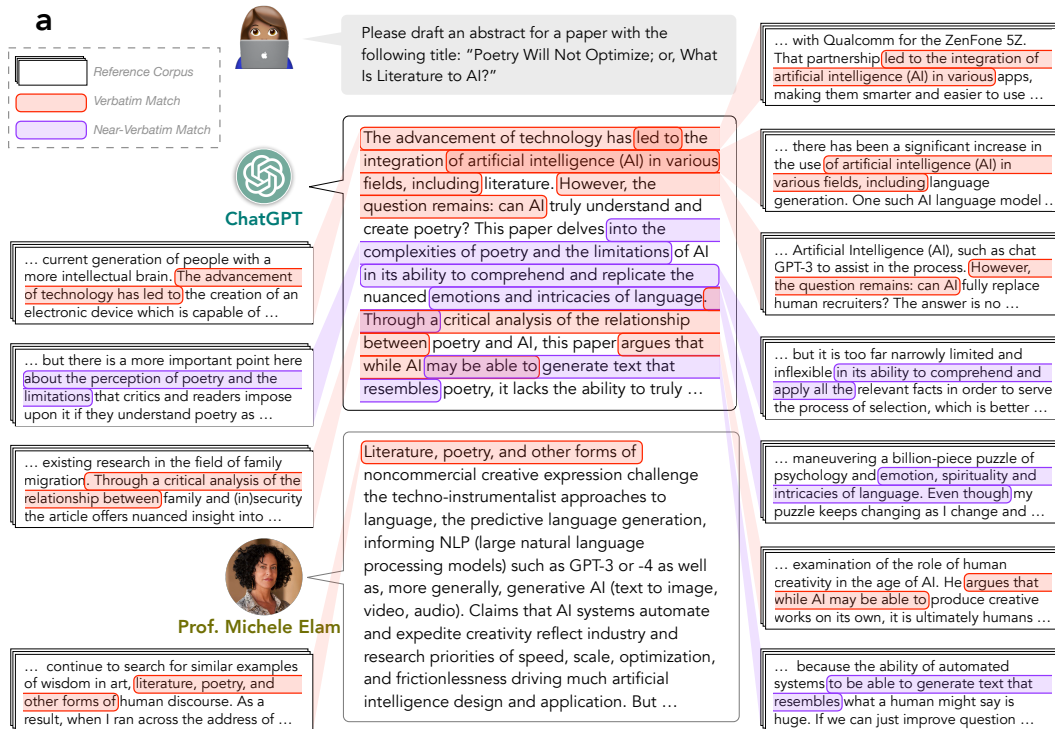 a
Reference Corpus
Verbatim Match
Near-Verbatim Match
Please draft an abstract for a paper with the
following title: “Poetry Will Not Optimize; or, What
Is Literature to AI?”
ChatGPT
The advancement of technology has led to the
integration of artificial intelligence (AI) in various
fields, including literature. However, the
question remains: can AI truly understand and
create poetry? This paper delves into the
complexities of poetry and the limitations of AI
in its ability to comprehend and replicate the
nuanced emotions and intricacies of language.
Through a critical analysis of the relationship
between poetry and AI, this paper argues that
while AI may be able to generate text that
resembles poetry, it lacks the ability to truly …
… current generation of people with a
more intellectual brain. The advancement
of technology has led to the creation of an
electronic device which is capable of …
… but there is a more important point here
about the perception of poetry and the
limitations that critics and readers impose
upon it if they understand poetry as …
… existing research in the field of family
migration. Through a critical analysis of the
relationship between family and (in)security
the article offers nuanced insight into …
Prof. Michele Elam
Literature, poetry, and other forms of
noncommercial creative expression challenge
the techno-instrumentalist approaches to
language, the predictive language generation,
informing NLP (large natural language
processing models) such as GPT-3 or -4 as well
as, more generally, generative AI (text to image,
video, audio). Claims that AI systems automate
and expedite creativity reflect industry and
research priorities of speed, scale, optimization,
and frictionlessness driving much artificial
intelligence design and application. But …
… continue to search for similar examples
of wisdom in art, literature, poetry, and
other forms of human discourse. As a
result, when I ran across the address of …
… with Qualcomm for the ZenFone 5Z.
That partnership led to the integration of
artificial intelligence (AI) in various apps,
making them smarter and easier to use …
… there has been a significant increase in
the use of artificial intelligence (AI) in
various fields, including language
generation. One such AI language model …
… Artificial Intelligence (AI), such as chat
GPT-3 to assist in the process. However,
the question remains: can AI fully replace
human recruiters? The answer is no …
… but it is too far narrowly limited and
inflexible in its ability to comprehend and
apply all the relevant facts in order to serve
the process of selection, which is better …
… maneuvering a billion-piece puzzle of
psychology and emotion, spirituality and
intricacies of language. Even though my
puzzle keeps changing as I change and …
… examination of the role of human
creativity in the age of AI. He argues that
while AI may be able to produce creative
works on its own, it is ultimately humans …
… because the ability of automated
systems to be able to generate text that
resembles what a human might say is
huge. If we can just improve question …